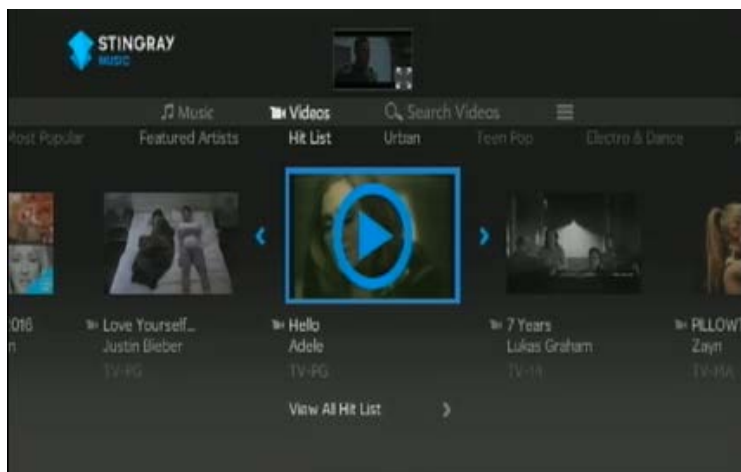 STINGRAY
MUSIC
Music Videos Search Videos
Most Popular Featured Artists Hit List Urban Teen Pop Electro & Dance
2016 Love Yourself... Hello 7 Years PILLOWT
Justin Bieber Adele Lukas Graham Zayn
TV-PG TV-PG TV-14 TV-MA
View All Hit List